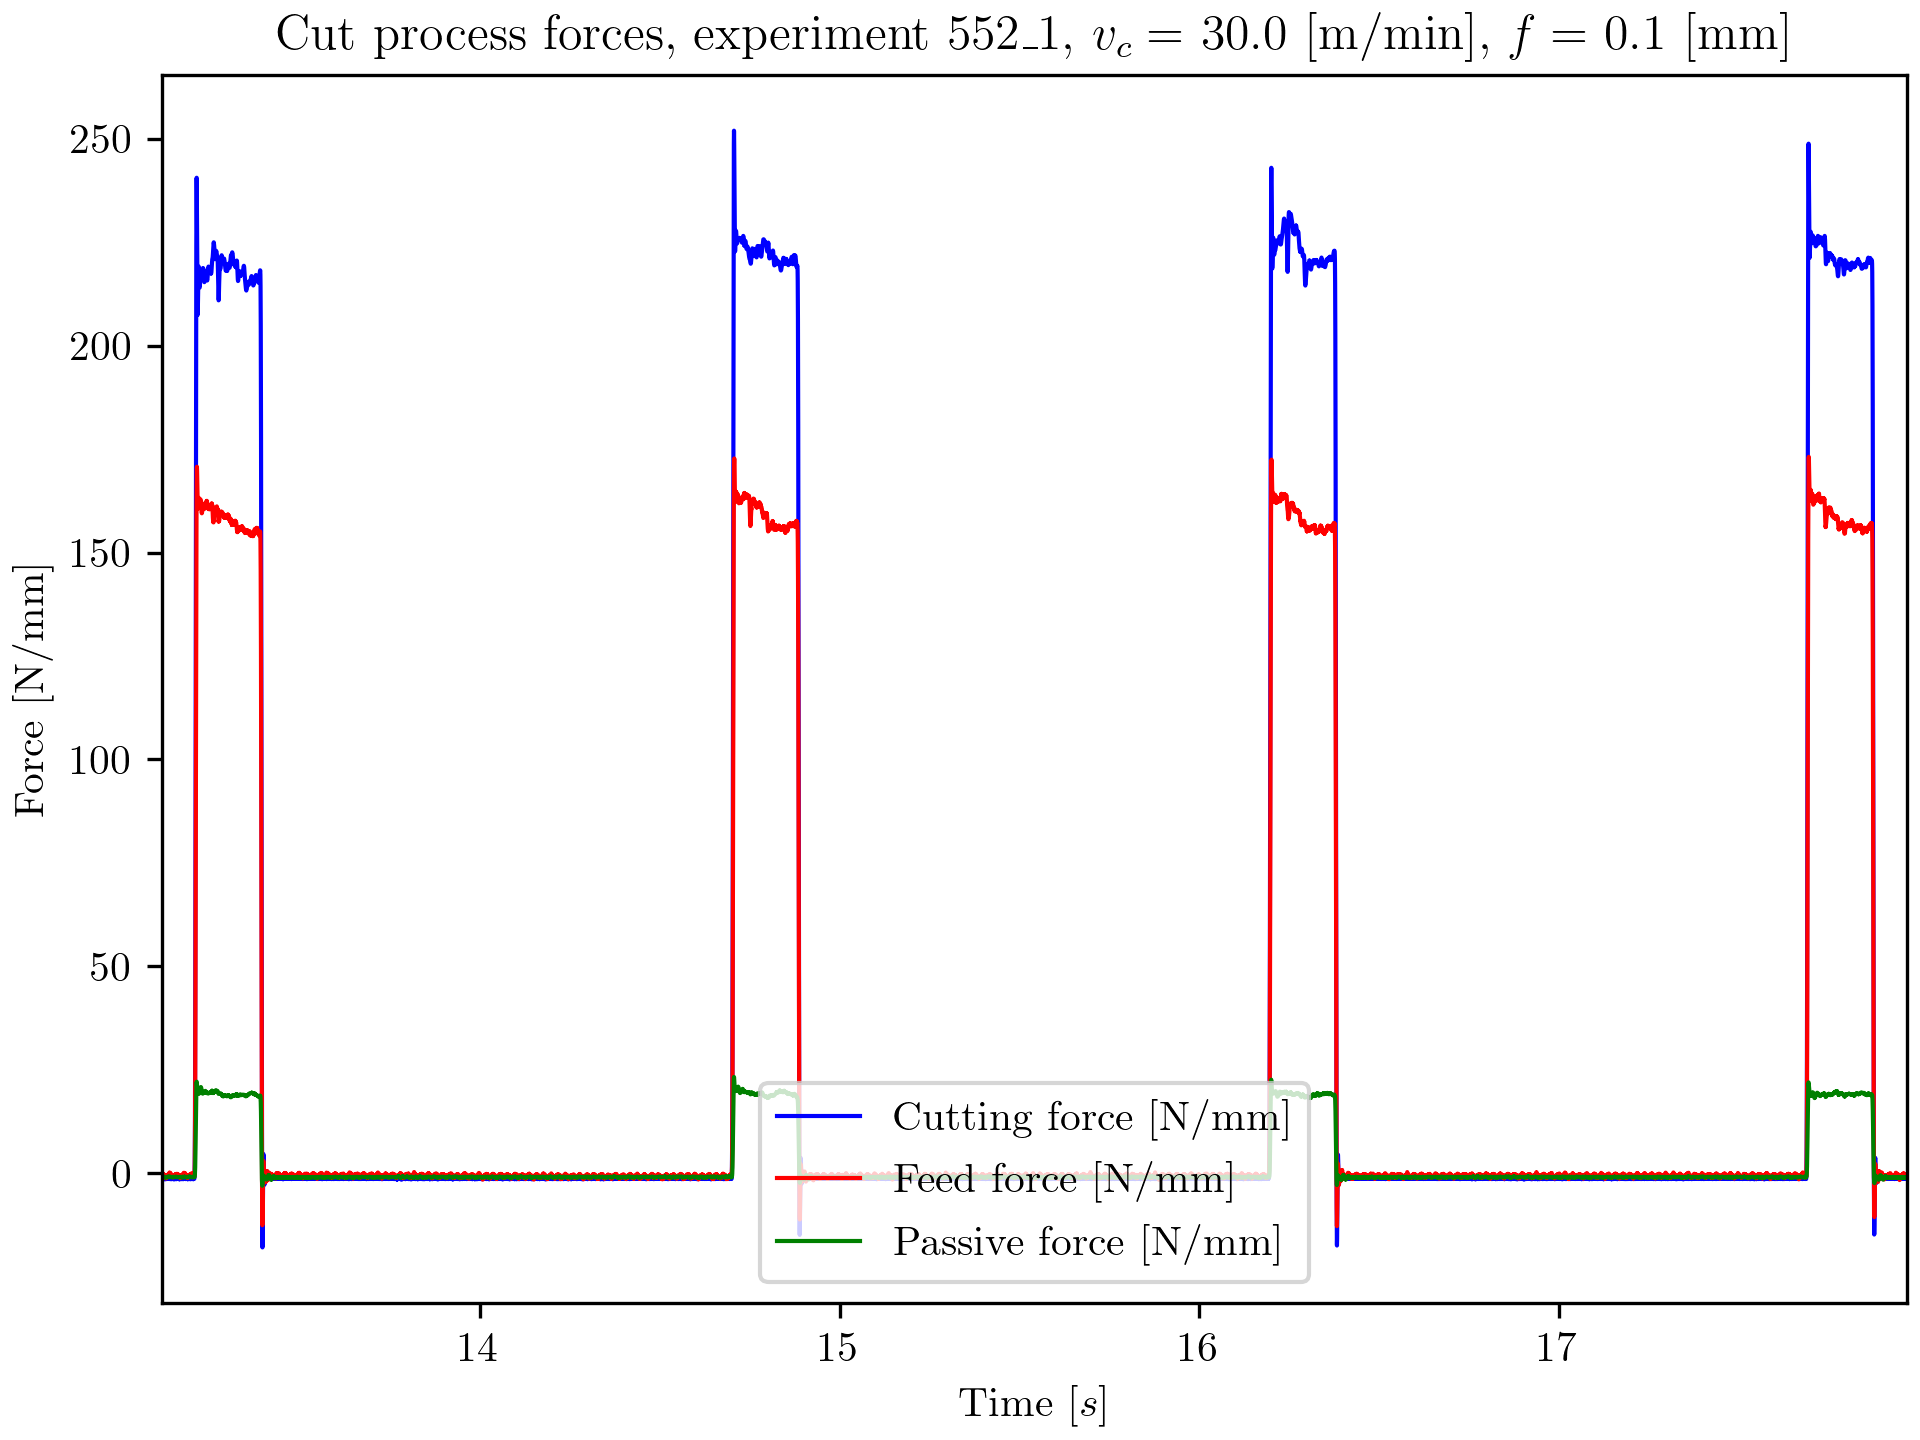 Cut process forces, experiment 552_1, v_c = 30.0 [m/min], f = 0.1 [mm]
Force [N/mm]
250
200
150
100
50
0
Cutting force [N/mm]
Feed force [N/mm]
Passive force [N/mm]
14 15 16 17
Time [s]